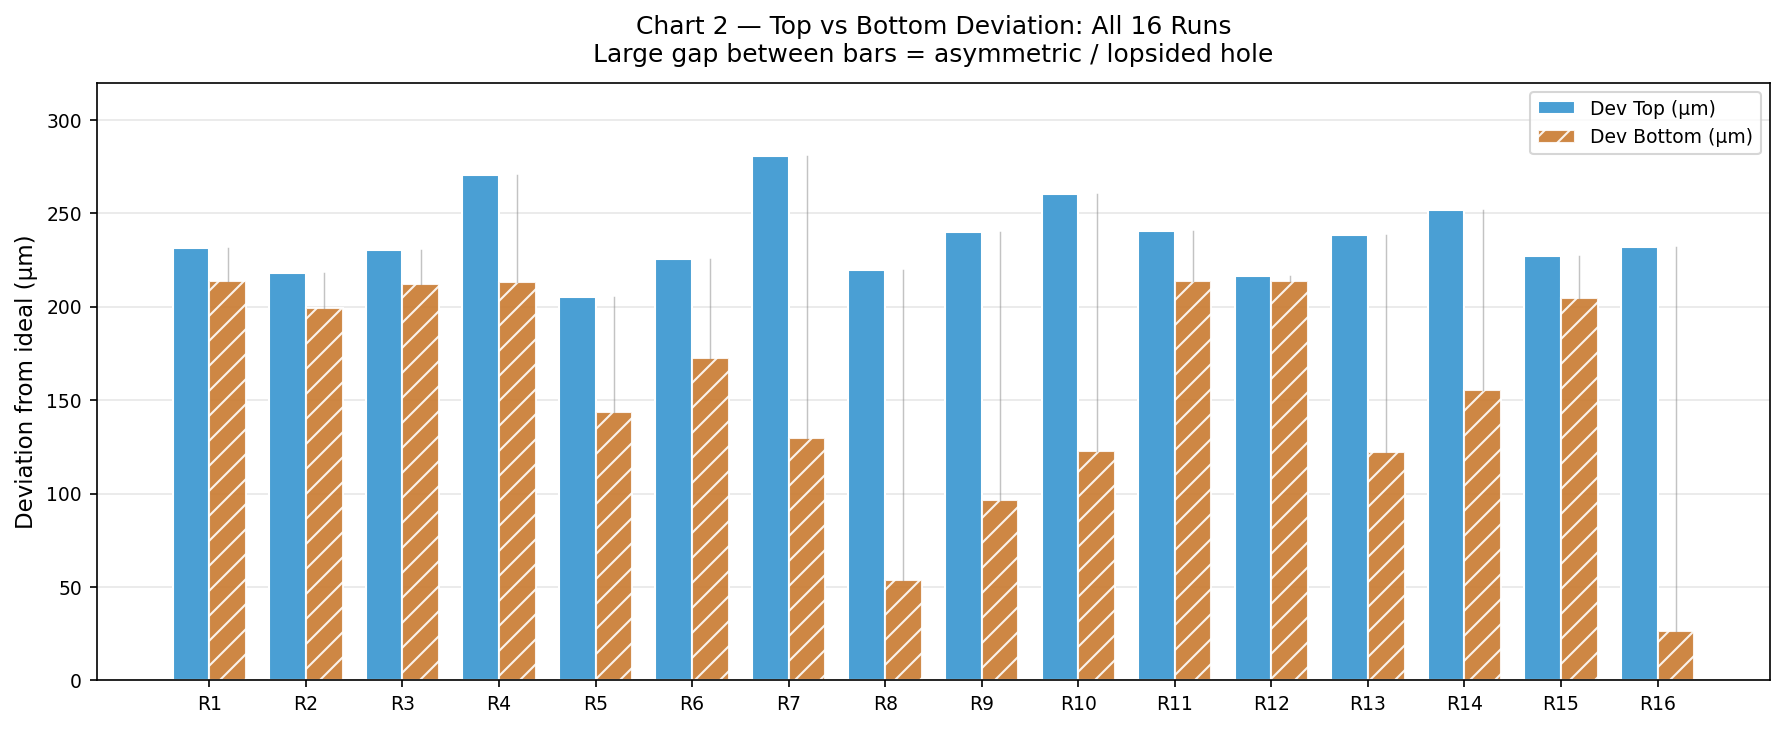 Chart 2 — Top vs Bottom Deviation: All 16 Runs
Large gap between bars = asymmetric / lopsided hole
Dev Top (µm)
Dev Bottom (µm)
Deviation from ideal (µm)
300
250
200
150
100
50
0
R1 R2 R3 R4 R5 R6 R7 R8 R9 R10 R11 R12 R13 R14 R15 R16